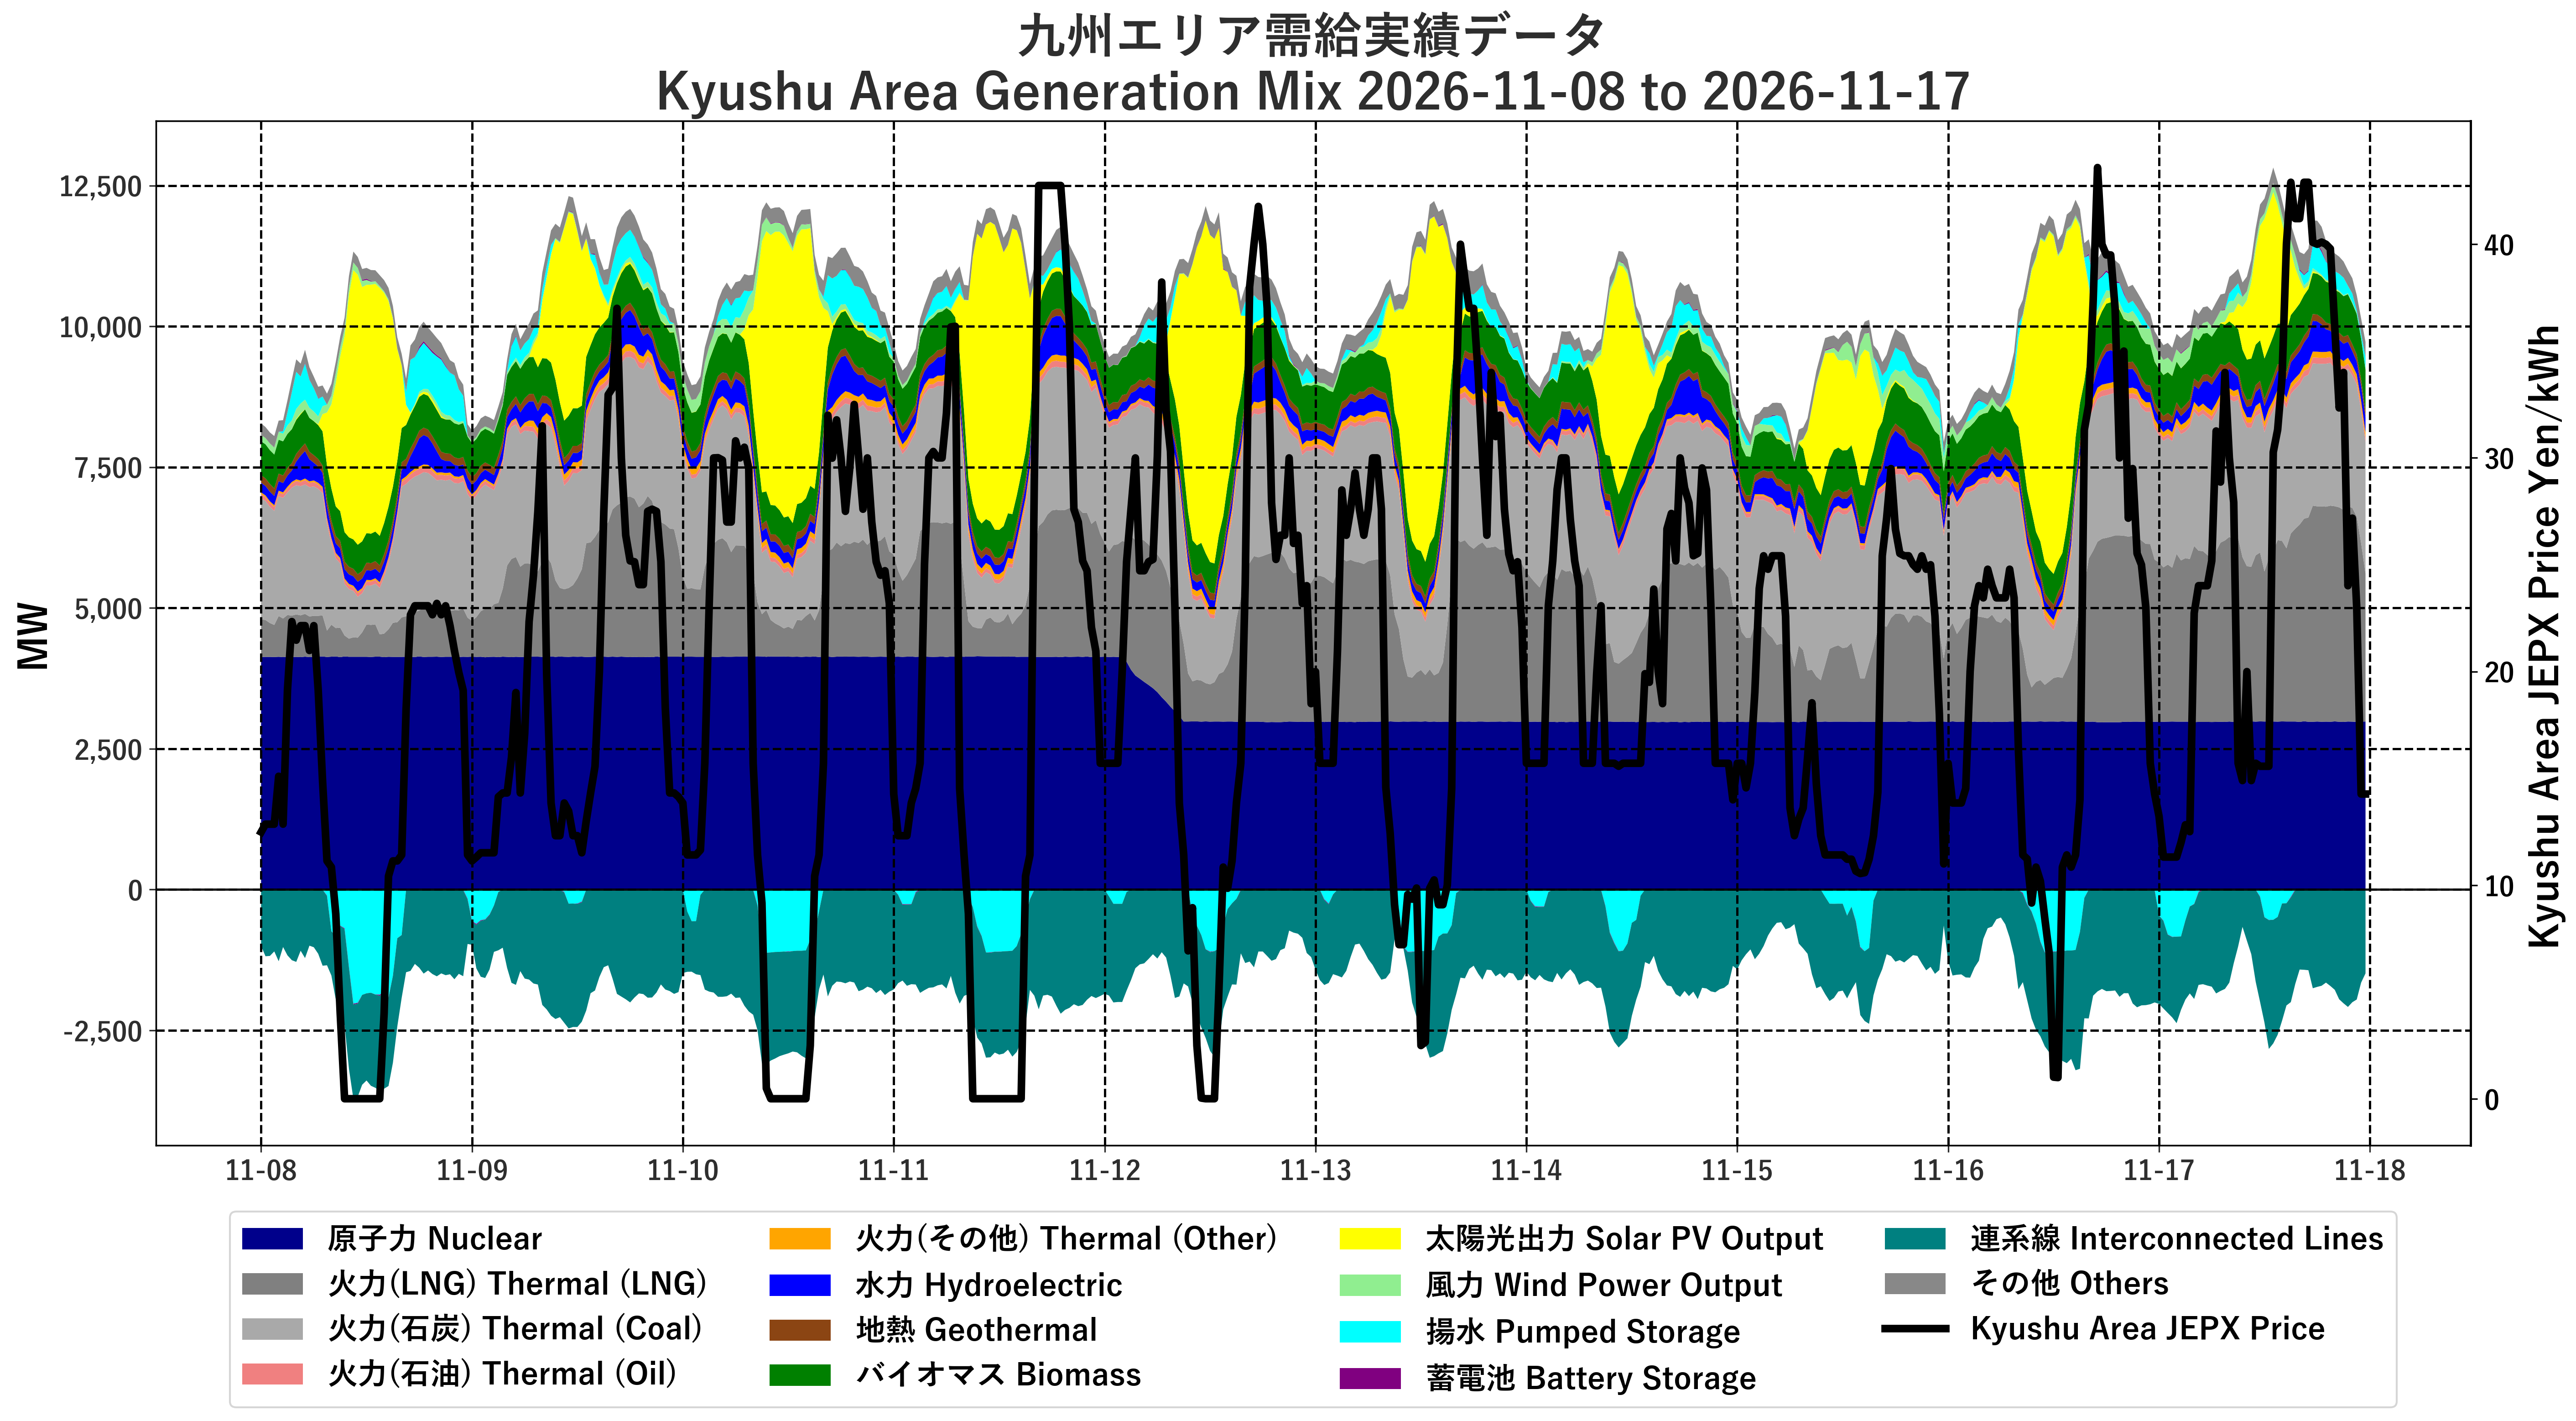 九州エリア需給実績データ
Kyushu Area Generation Mix 2026-11-08 to 2026-11-17
MW
12,500
10,000
7,500
5,000
2,500
0
-2,500
Kyushu Area JEPX Price Yen/kWh
40
30
20
10
0
11-08
11-09
11-10
11-11
11-12
11-13
11-14
11-15
11-16
11-17
11-18
原子力 Nuclear
火力(LNG) Thermal (LNG)
火力(石炭) Thermal (Coal)
火力(石油) Thermal (Oil)
火力(その他) Thermal (Other)
水力 Hydroelectric
地熱 Geothermal
バイオマス Biomass
太陽光出力 Solar PV Output
風力 Wind Power Output
揚水 Pumped Storage
蓄電池 Battery Storage
連系線 Interconnected Lines
その他 Others
Kyushu Area JEPX Price